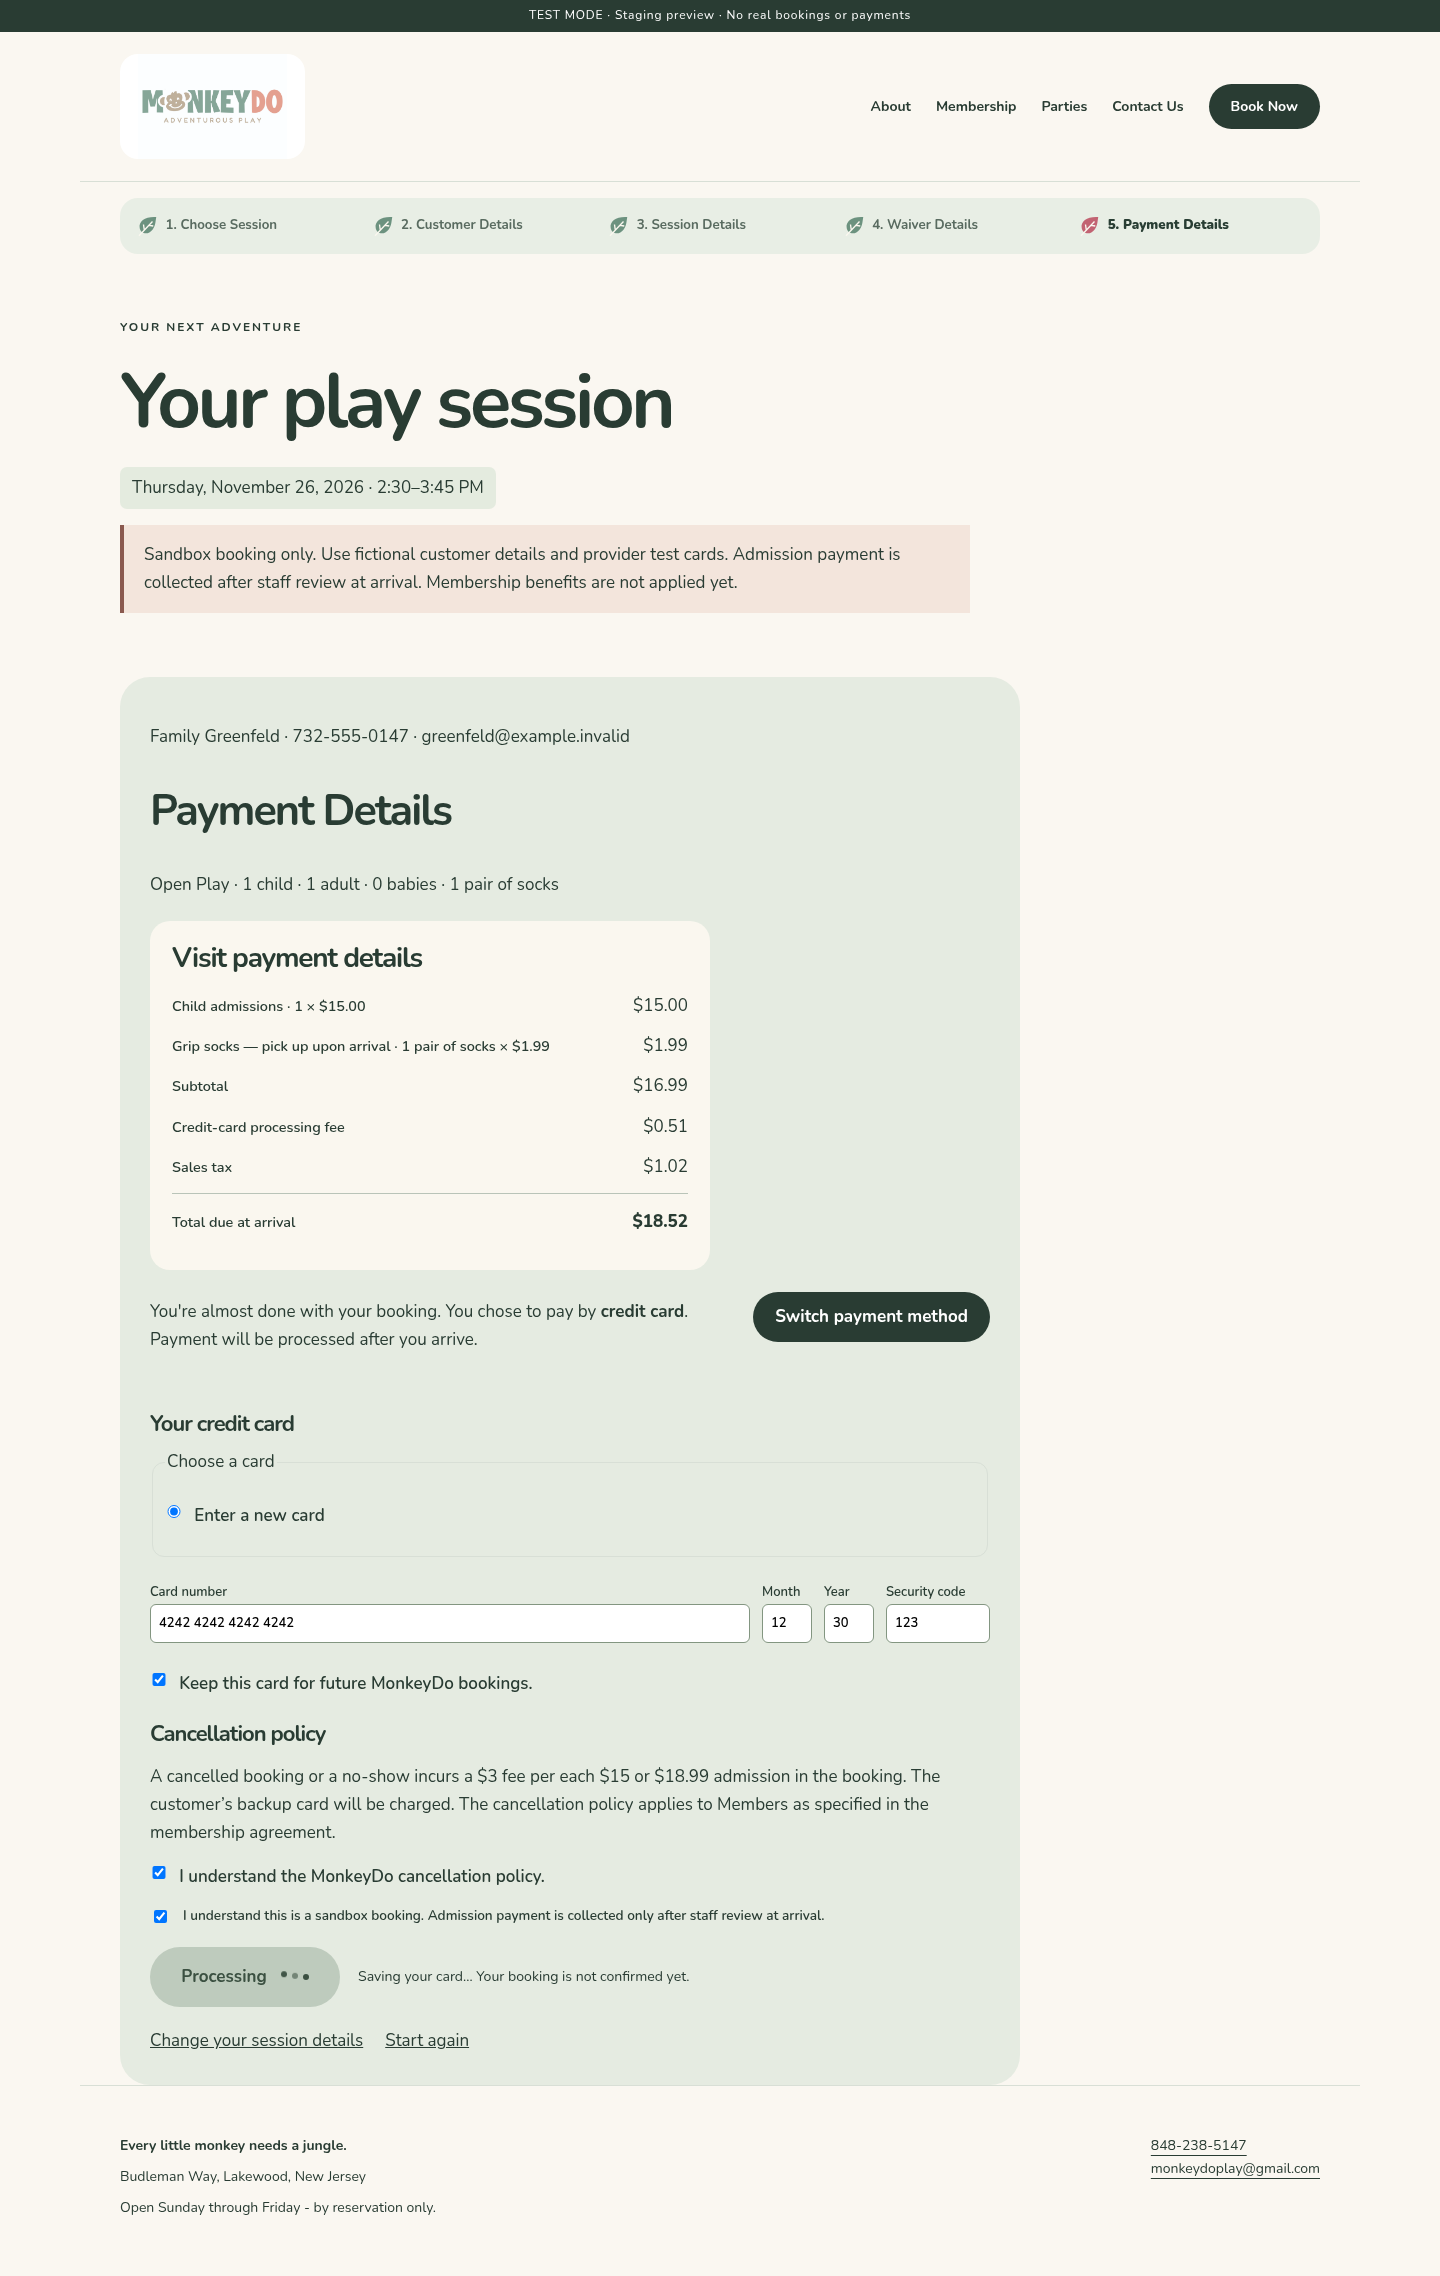 TEST MODE · Staging preview · No real bookings or payments
MONKEYDO
ADVENTUROUS PLAY
About
Membership
Parties
Contact Us
Book Now
1. Choose Session
2. Customer Details
3. Session Details
4. Waiver Details
5. Payment Details
YOUR NEXT ADVENTURE
Your play session
Thursday, November 26, 2026 · 2:30–3:45 PM
Sandbox booking only. Use fictional customer details and provider test cards. Admission payment is
collected after staff review at arrival. Membership benefits are not applied yet.
Family Greenfeld · 732-555-0147 · greenfeld@example.invalid
Payment Details
Open Play · 1 child · 1 adult · 0 babies · 1 pair of socks
Visit payment details
Child admissions · 1 × $15.00 $15.00
Grip socks — pick up upon arrival · 1 pair of socks × $1.99 $1.99
Subtotal $16.99
Credit-card processing fee $0.51
Sales tax $1.02
Total due at arrival $18.52
You're almost done with your booking. You chose to pay by credit card.
Payment will be processed after you arrive.
Switch payment method
Your credit card
Choose a card
Enter a new card
Card number Month Year Security code
4242 4242 4242 4242 12 30 123
Keep this card for future MonkeyDo bookings.
Cancellation policy
A cancelled booking or a no-show incurs a $3 fee per each $15 or $18.99 admission in the booking. The
customer’s backup card will be charged. The cancellation policy applies to Members as specified in the
membership agreement.
I understand the MonkeyDo cancellation policy.
I understand this is a sandbox booking. Admission payment is collected only after staff review at arrival.
Processing
Saving your card... Your booking is not confirmed yet.
Change your session details
Start again
Every little monkey needs a jungle.
Budleman Way, Lakewood, New Jersey
Open Sunday through Friday - by reservation only.
848-238-5147
monkeydoplay@gmail.com